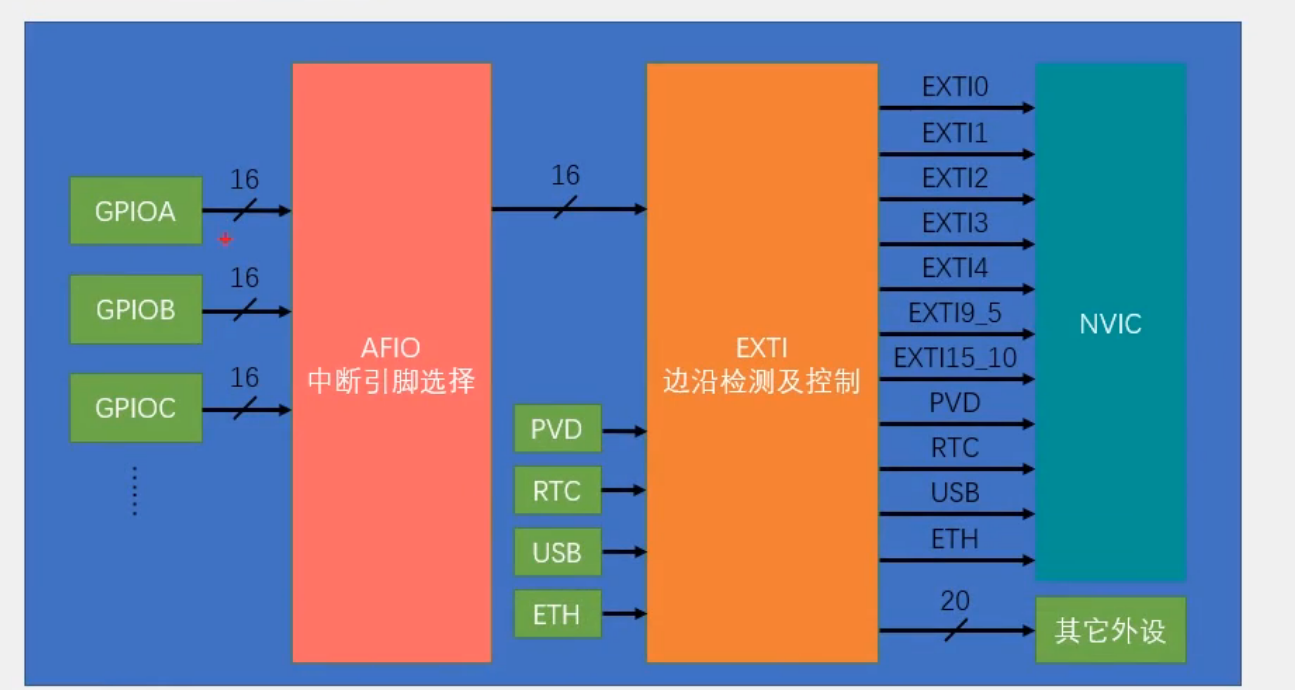 16
GPIOA
16
GPIOB
16
GPIOC
AFIO
中断引脚选择
16
PVD
RTC
USB
ETH
EXTI
边沿检测及控制
EXTI0
EXTI1
EXTI2
EXTI3
EXTI4
EXTI9_5
EXTI15_10
PVD
RTC
USB
ETH
20
NVIC
其它外设